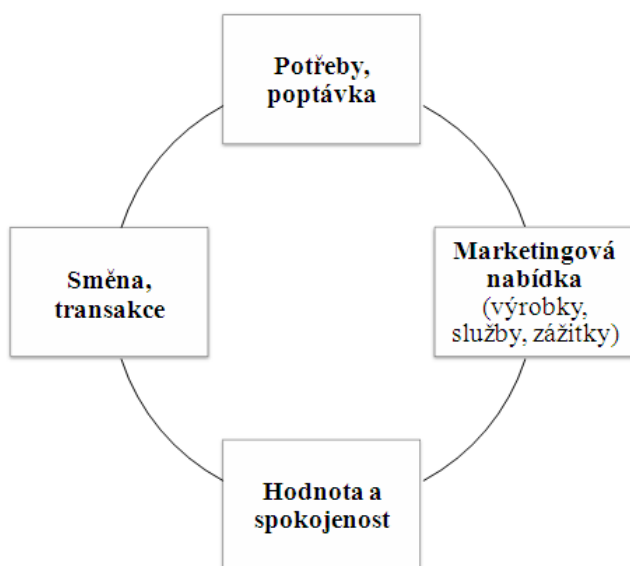 Potřeby,
poptávka
Směna,
transakce
Marketingová
nabídka
(výrobky,
služby, zážitky)
Hodnota a
spokojenost